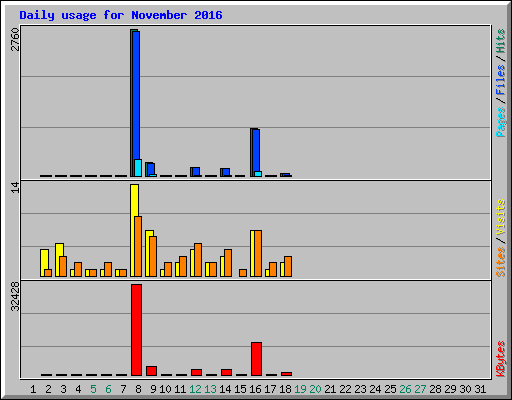 Daily usage for November 2016
2760
Pages / Files / Hits
14
Sites / Visits
32428
KBytes
1 2 3 4 5 6 7 8 9 10 11 12 13 14 15 16 17 18 19 20 21 22 23 24 25 26 27 28 29 30 31